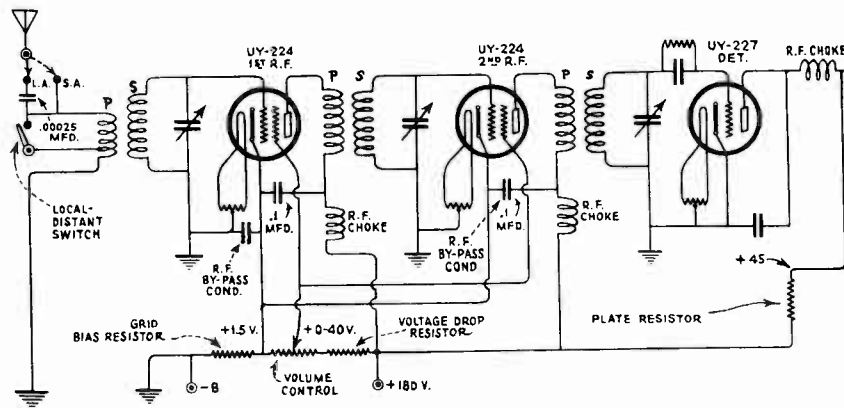 UY-224
1ST R.F.
UY-224
2ND R.F.
UY-227
DET.
R.F. CHOKE
L.A.
S.A.
P
S
P
S
P
S
.00025
MFD.
LOCAL-
DISTANT
SWITCH
.1
MFD.
R.F.
CHOKE
R.F.
BY-PASS
COND.
R.F.
BY-PASS
COND.
.1
MFD.
R.F.
CHOKE
+45
PLATE RESISTOR
GRID
BIAS RESISTOR
+1.5 V.
+0-40V.
VOLTAGE DROP
RESISTOR
-B
VOLUME
CONTROL
+180 V.